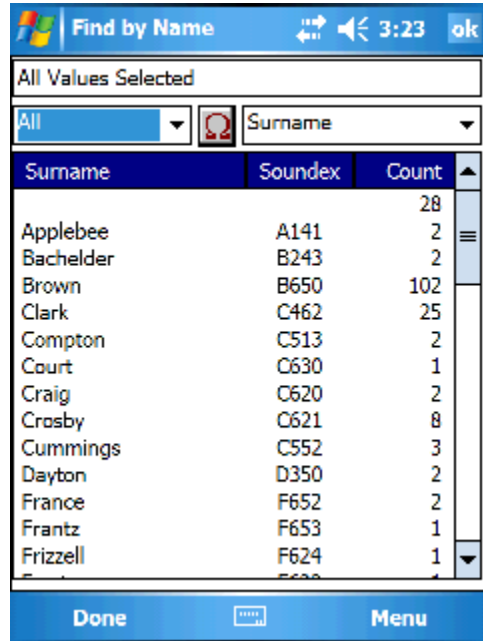 Find by Name 3:23 ok
All Values Selected
All Ω Surname
Surname Soundex Count
28
Applebee A141 2
Bachelder B243 2
Brown B650 102
Clark C462 25
Compton C513 2
Court C630 1
Craig C620 2
Crosby C621 8
Cummings C552 3
Dayton D350 2
France F652 2
Frantz F653 1
Frizzell F624 1
Done Menu